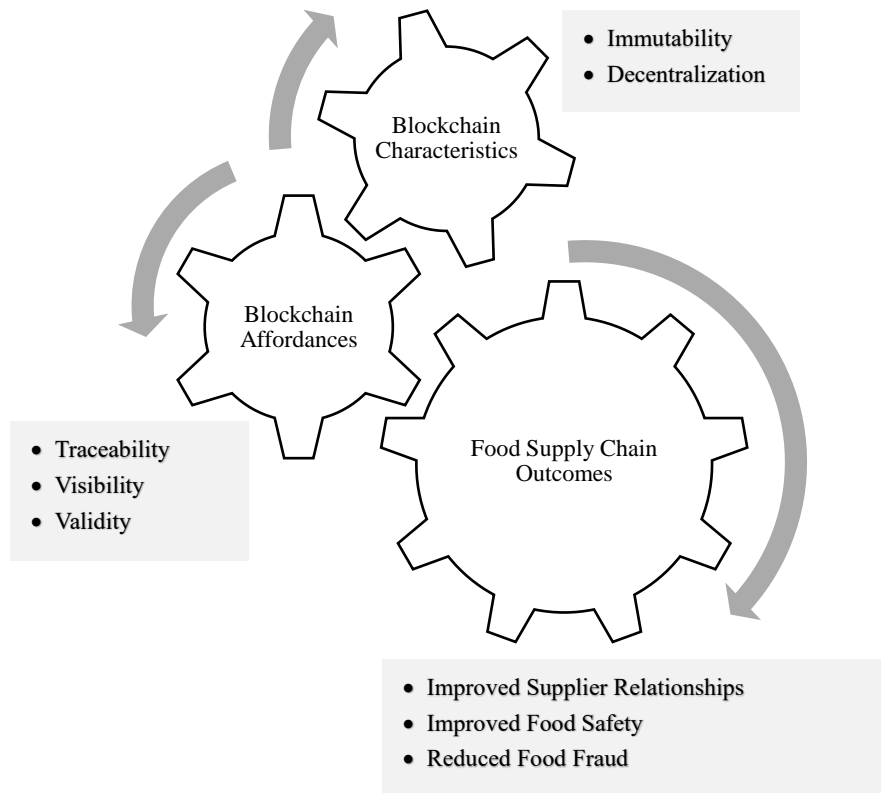 • Immutability
• Decentralization
Blockchain
Characteristics
Blockchain
Affordances
• Traceability
• Visibility
• Validity
Food Supply Chain
Outcomes
• Improved Supplier Relationships
• Improved Food Safety
• Reduced Food Fraud